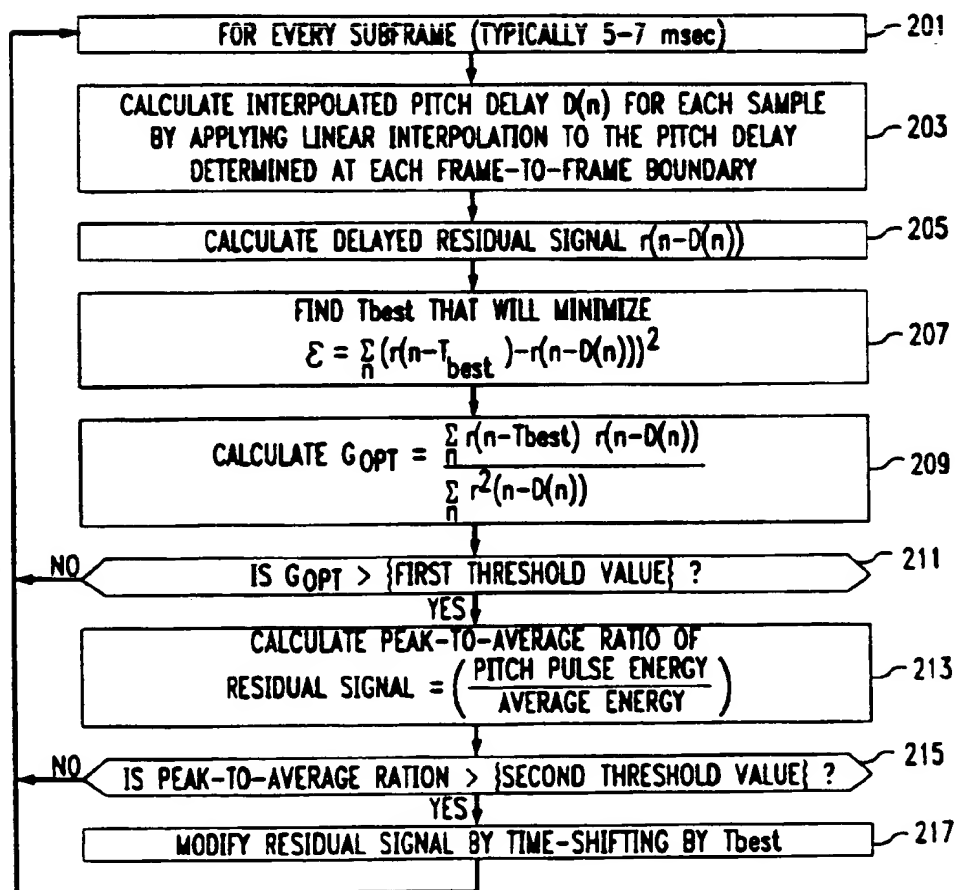 FOR EVERY SUBFRAME (TYPICALLY 5-7 msec)
201
CALCULATE INTERPOLATED PITCH DELAY D(n) FOR EACH SAMPLE
BY APPLYING LINEAR INTERPOLATION TO THE PITCH DELAY
DETERMINED AT EACH FRAME-TO-FRAME BOUNDARY
203
CALCULATE DELAYED RESIDUAL SIGNAL r(n-D(n))
205
FIND Tbest THAT WILL MINIMIZE
ℰ = Σn (r(n-Tbest)-r(n-D(n)))²
207
CALCULATE GOPT = Σn r(n-Tbest) r(n-D(n)) / Σn r²(n-D(n))
209
NO
IS GOPT > {FIRST THRESHOLD VALUE} ?
211
YES
CALCULATE PEAK-TO-AVERAGE RATIO OF
RESIDUAL SIGNAL = (PITCH PULSE ENERGY / AVERAGE ENERGY)
213
NO
IS PEAK-TO-AVERAGE RATION > {SECOND THRESHOLD VALUE} ?
215
YES
MODIFY RESIDUAL SIGNAL BY TIME-SHIFTING BY Tbest
217